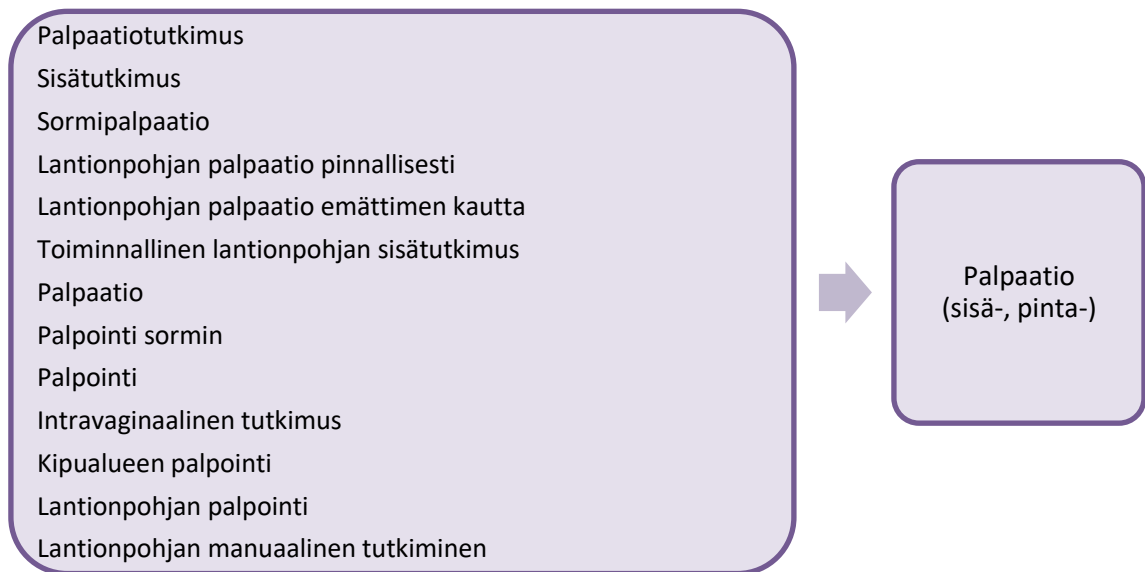 Palpaatiotutkimus
Sisätutkimus
Sormipalpaatio
Lantionpohjan palpaatio pinnallisesti
Lantionpohjan palpaatio emättimen kautta
Toiminnallinen lantionpohjan sisätutkimus
Palpaatio
Palpointi sormin
Palpointi
Intravaginaalinen tutkimus
Kipualueen palpointi
Lantionpohjan palpointi
Lantionpohjan manuaalinen tutkiminen
Palpaatio
(sisä-, pinta-)